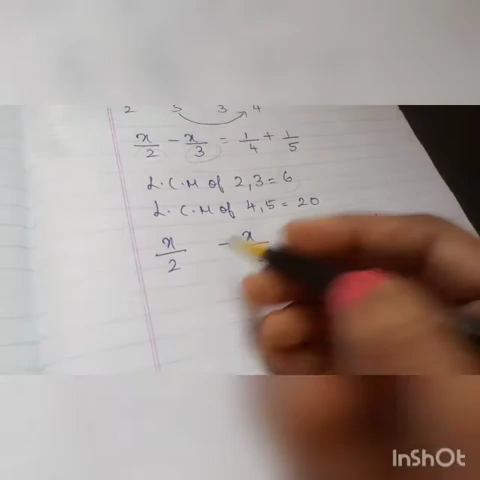 2 5 3 4
x/2 - x/3 = 1/4 + 1/5
L.C.M of 2,3 = 6
L.C.M of 4,5 = 20
x/2 - x
InShOt